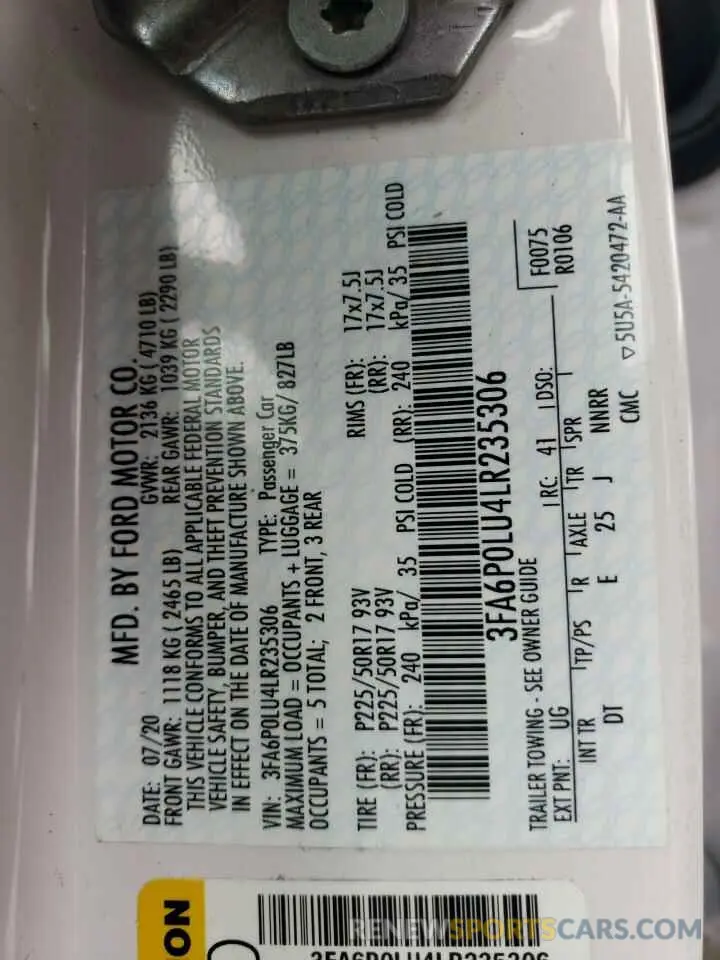 MFD. BY FORD MOTOR CO.
DATE: 07/20 GVWR: 2136 KG ( 4710 LB)
FRONT GAWR: 1118 KG ( 2465 LB) REAR GAWR: 1039 KG ( 2290 LB)
THIS VEHICLE CONFORMS TO ALL APPLICABLE FEDERAL MOTOR
VEHICLE SAFETY, BUMPER, AND THEFT PREVENTION STANDARDS
IN EFFECT ON THE DATE OF MANUFACTURE SHOWN ABOVE.
VIN: 3FA6P0LU4LR235306 TYPE: Passenger Car
MAXIMUM LOAD = OCCUPANTS + LUGGAGE = 375KG/ 827LB
OCCUPANTS = 5 TOTAL; 2 FRONT, 3 REAR
TIRE (FR): P225/50R17 93V RIMS (FR): 17x7.5J
(RR): P225/50R17 93V (RR): 17x7.5J
PRESSURE (FR): 240 kPa/ 35 PSI COLD (RR): 240 kPa/ 35 PSI COLD
3FA6P0LU4LR235306
TRAILER TOWING - SEE OWNER GUIDE
F0075
EXT PNT: UG RC: 41 DSO: R0106
INT TR TP/PS R AXLE TR SPR
DT E 25 J NNRR
CMC
▽5U5A-5420472-AA
3FA6P0LU4LR235306
RENEWSPORTSCARS.COM